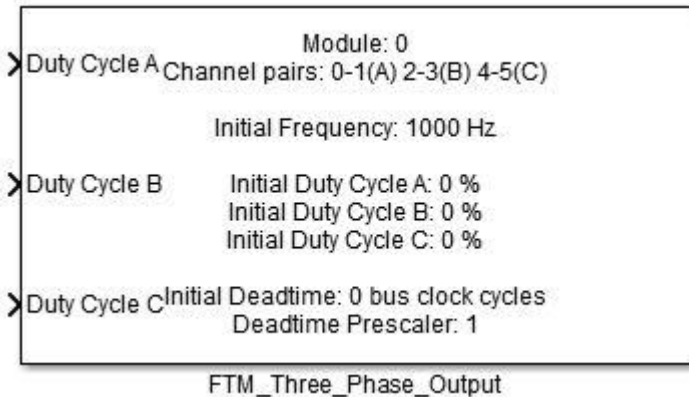 Module: 0
Duty Cycle A
Channel pairs: 0-1(A) 2-3(B) 4-5(C)
Initial Frequency: 1000 Hz
Duty Cycle B
Initial Duty Cycle A: 0 %
Initial Duty Cycle B: 0 %
Initial Duty Cycle C: 0 %
Duty Cycle C
Initial Deadtime: 0 bus clock cycles
Deadtime Prescaler: 1
FTM_Three_Phase_Output